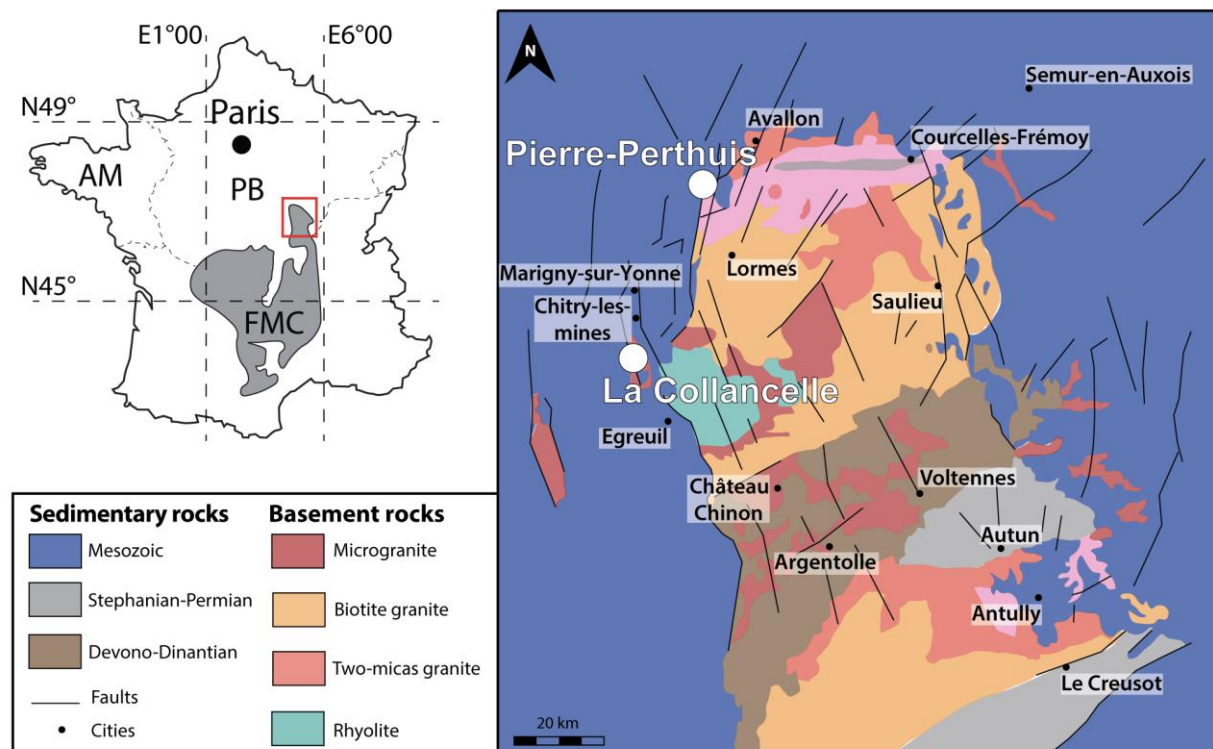 E1°00
E6°00
N49°
Paris
AM
PB
N45°
FMC
Sedimentary rocks
Mesozoic
Stephanian-Permian
Devono-Dinantian
Faults
Cities
Basement rocks
Microgranite
Biotite granite
Two-micas granite
Rhyolite
N
Semur-en-Auxois
Avallon
Courcelles-Frémoy
Pierre-Perthuis
Lormes
Marigny-sur-Yonne
Chitry-les-
mines
Saulieu
La Collancelle
Egreuil
Château
Chinon
Voltennes
Autun
Argentolle
Antully
Le Creusot
20 km